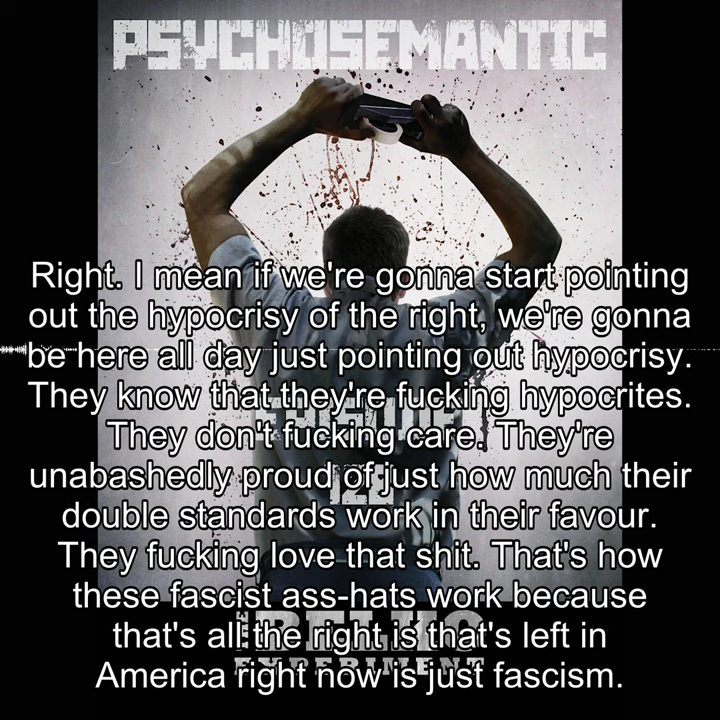 PSYCHOSEMANTIC
Right. I mean if we're gonna start pointing
out the hypocrisy of the right, we're gonna
be here all day just pointing out hypocrisy.
They know that they're fucking hypocrites.
They don't fucking care. They're
unabashedly proud of just how much their
double standards work in their favour.
They fucking love that shit. That's how
these fascist ass-hats work because
that's all the right is that's left in
America right now is just fascism.
THE BELKO
EXPERIMENT